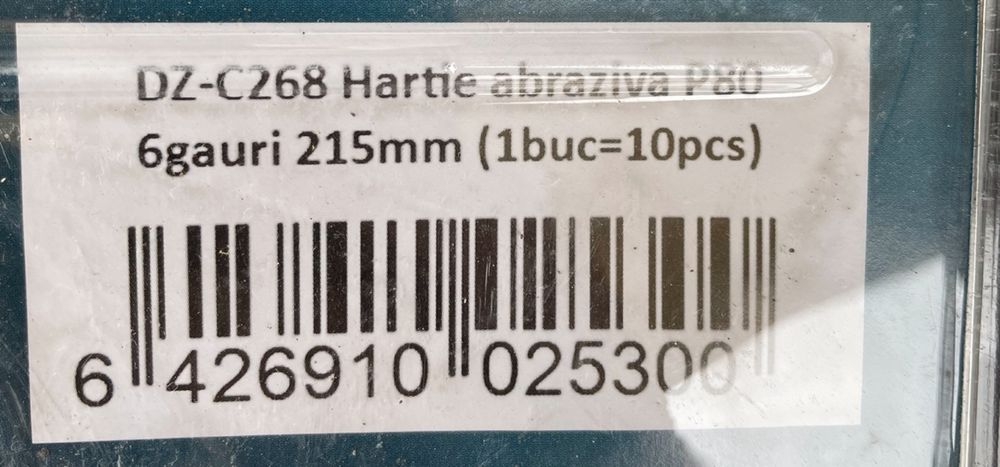 DZ-C268 Hartie abraziva P80
6gauri 215mm (1buc=10pcs)
6 426910 025300